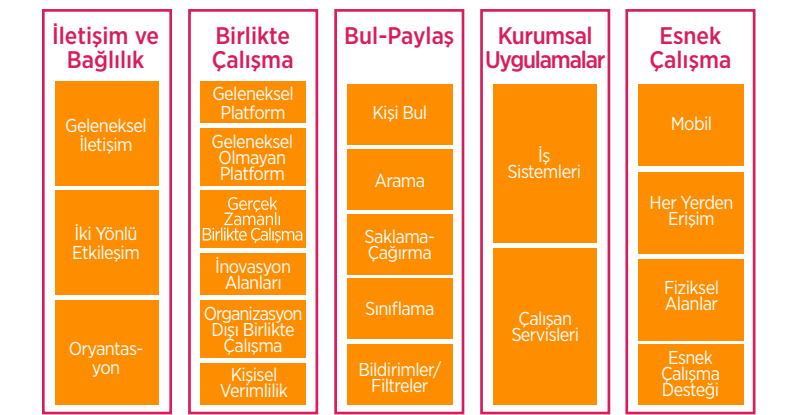 İletişim ve
Bağlılık
Geleneksel
İletişim
İki Yönlü
Etkileşim
Oryantas-
yon
Birlikte
Çalışma
Geleneksel
Platform
Geleneksel
Olmayan
Platform
Gerçek
Zamanlı
Birlikte Çalışma
İnovasyon
Alanları
Organizasyon
Dışı Birlikte
Çalışma
Kişisel
Verimlilik
Bul-Paylaş
Kişi Bul
Arama
Saklama-
Çağırma
Sınıflama
Bildirimler/
Filtreler
Kurumsal
Uygulamalar
İş
Sistemleri
Çalışan
Servisleri
Esnek
Çalışma
Mobil
Her Yerden
Erişim
Fiziksel
Alanlar
Esnek
Çalışma
Desteği